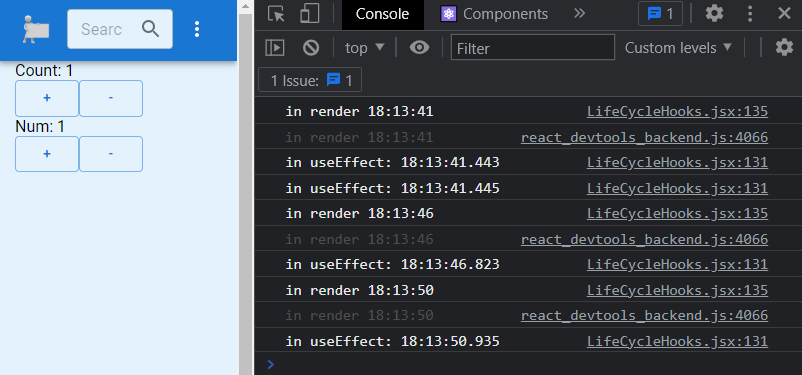 Searc
Count: 1
+ -
Num: 1
+ -
Console Components » 1
top Filter Custom levels
1 Issue: 1
in render 18:13:41 LifeCycleHooks.jsx:135
in render 18:13:41 react_devtools_backend.js:4066
in useEffect: 18:13:41.443 LifeCycleHooks.jsx:131
in useEffect: 18:13:41.445 LifeCycleHooks.jsx:131
in render 18:13:46 LifeCycleHooks.jsx:135
in render 18:13:46 react_devtools_backend.js:4066
in useEffect: 18:13:46.823 LifeCycleHooks.jsx:131
in render 18:13:50 LifeCycleHooks.jsx:135
in render 18:13:50 react_devtools_backend.js:4066
in useEffect: 18:13:50.935 LifeCycleHooks.jsx:131